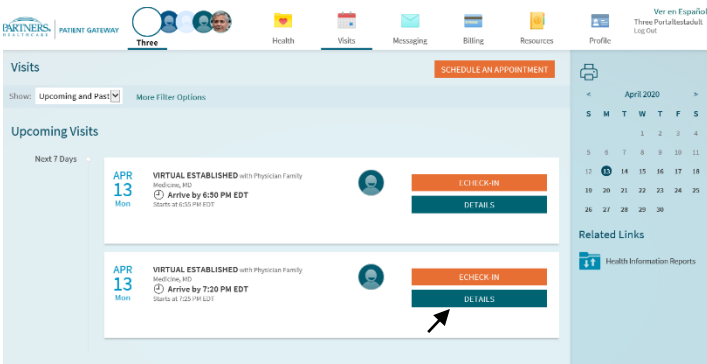 PARTNERS
HEALTHCARE
PATIENT GATEWAY
Three
Health
Visits
Messaging
Billing
Resources
Profile
Ver en Español
Three Portaltestadult
Log Out
Visits
SCHEDULE AN APPOINTMENT
Show: Upcoming and Past
More Filter Options
Upcoming Visits
Next 7 Days
APR
13
Mon
VIRTUAL ESTABLISHED with Physician Family
Medicine, MD
Arrive by 6:50 PM EDT
Starts at 6:55 PM EDT
ECHECK-IN
DETAILS
APR
13
Mon
VIRTUAL ESTABLISHED with Physician Family
Medicine, MD
Arrive by 7:20 PM EDT
Starts at 7:25 PM EDT
ECHECK-IN
DETAILS
< April 2020 >
S M T W T F S
1 2 3 4
5 6 7 8 9 10 11
12 13 14 15 16 17 18
19 20 21 22 23 24 25
26 27 28 29 30
Related Links
Health Information Reports